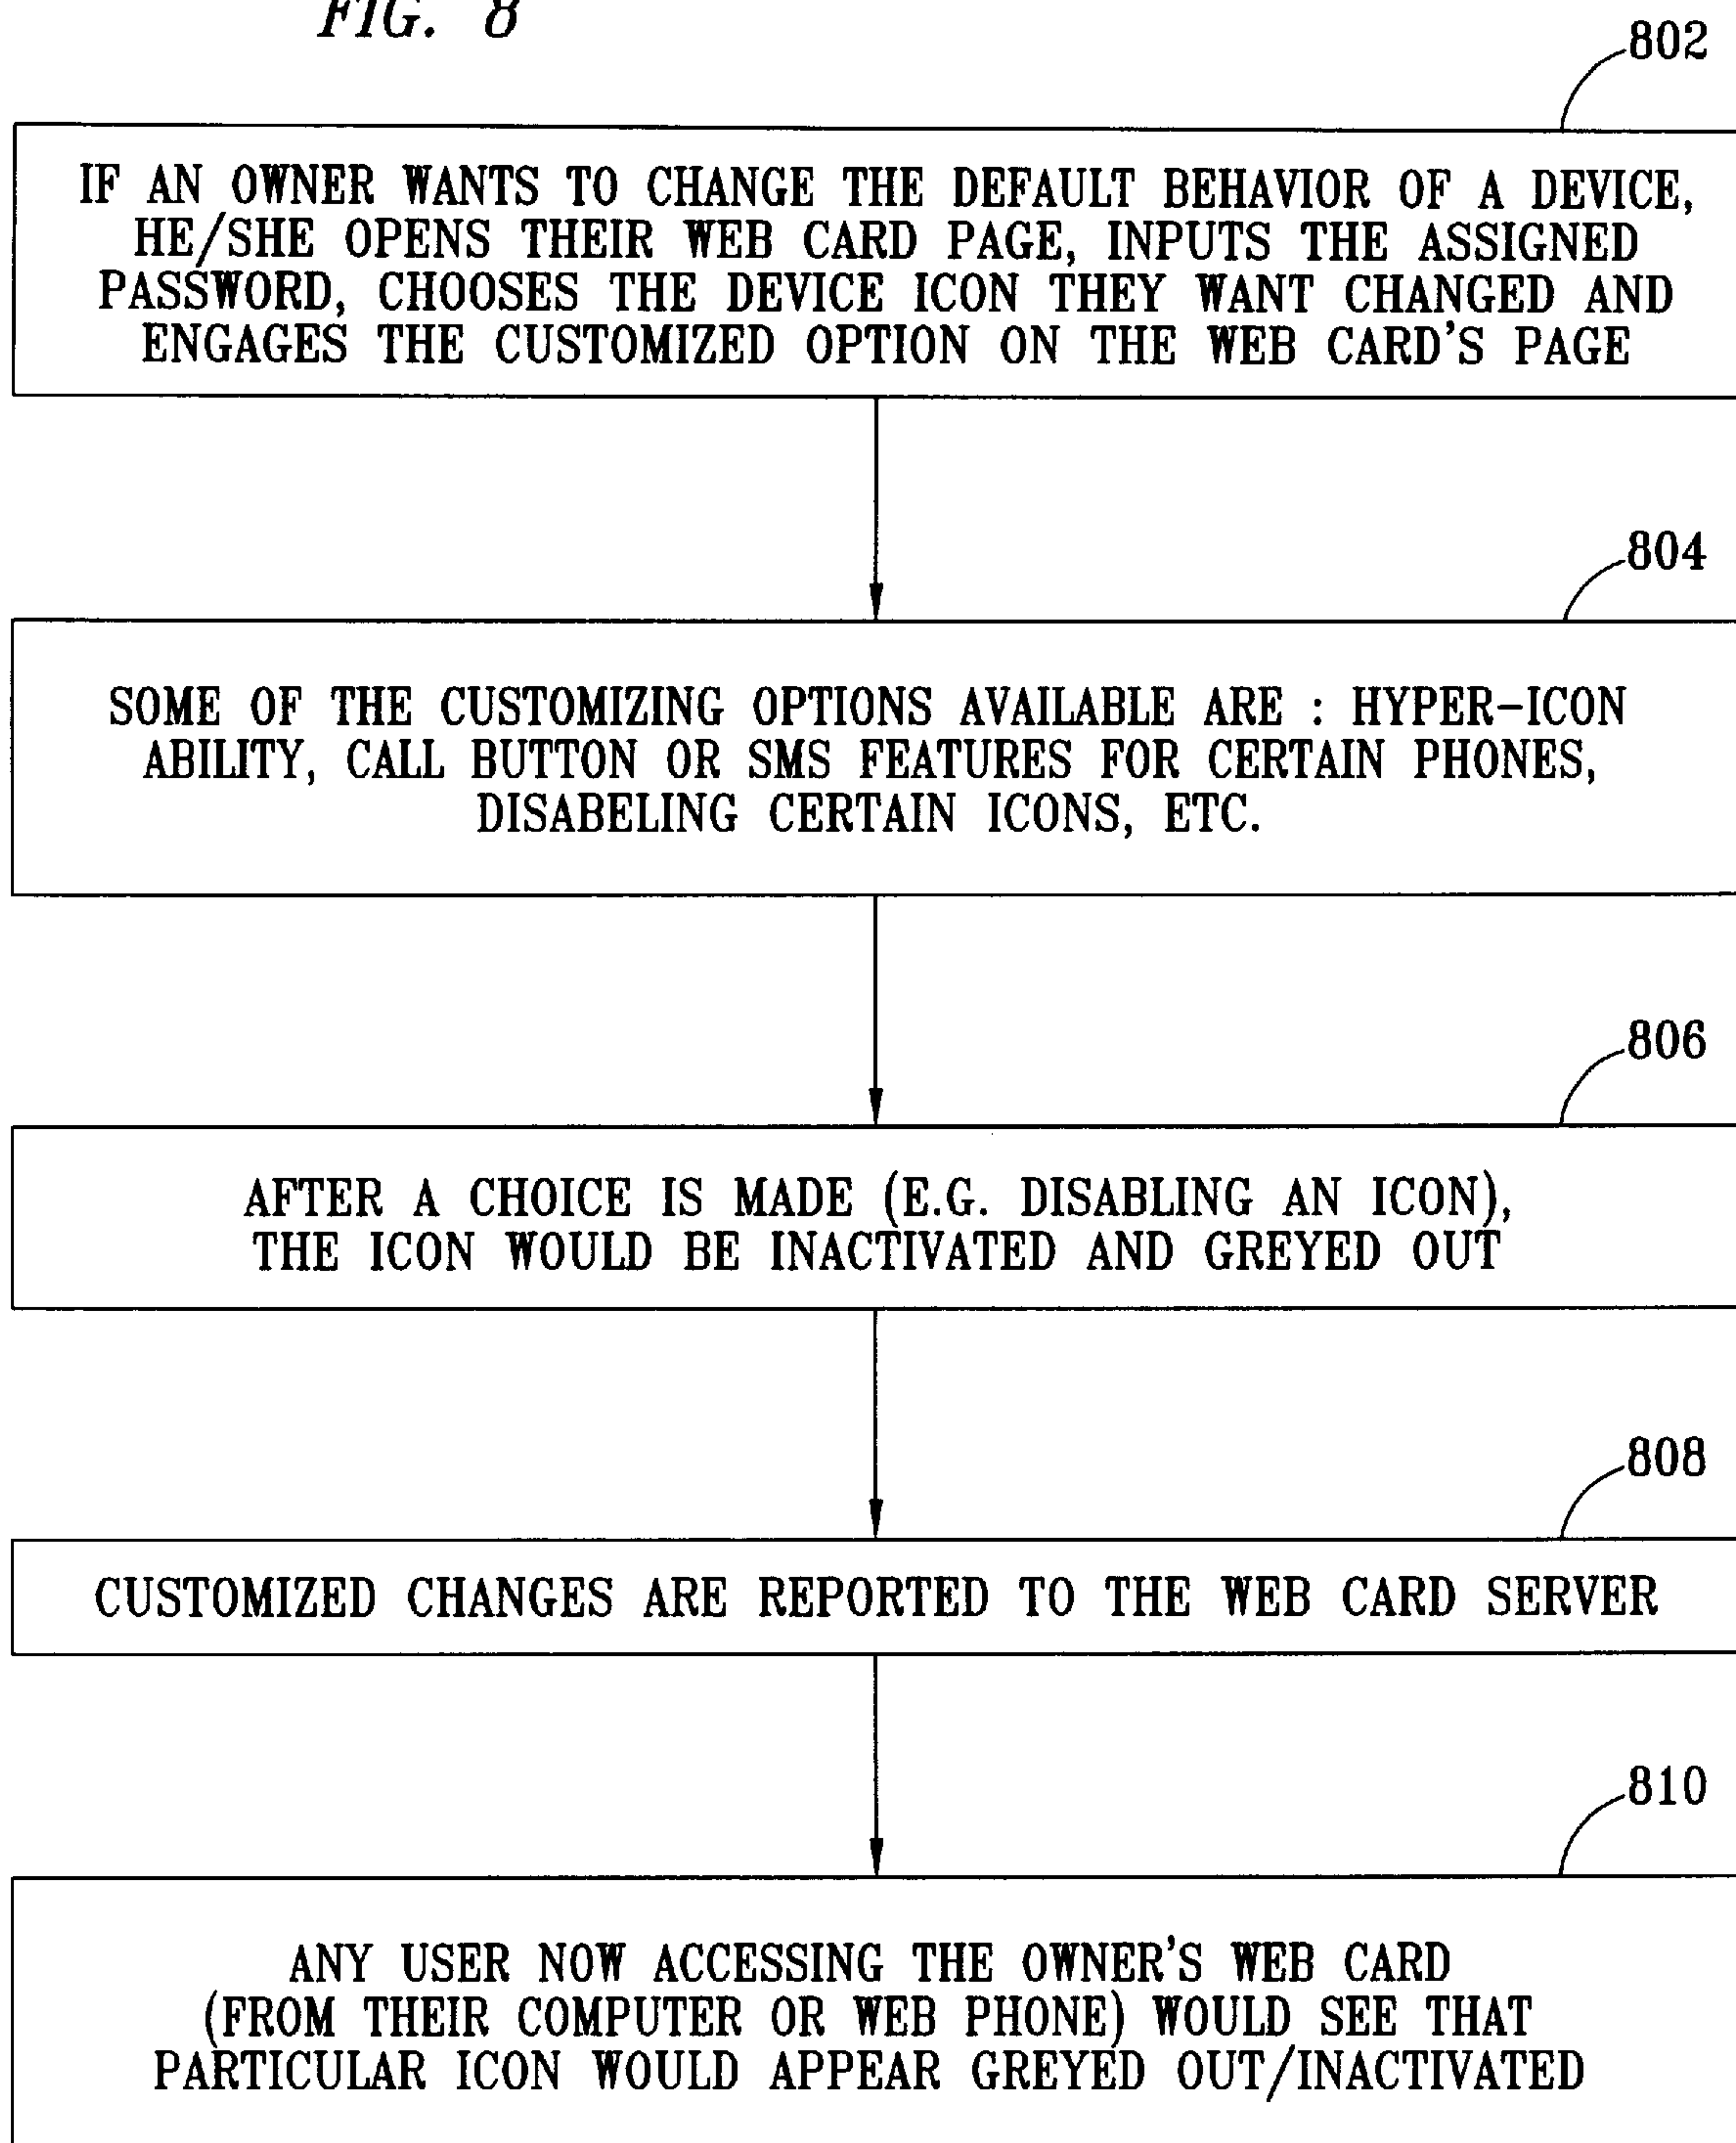 FIG. 8
802
IF AN OWNER WANTS TO CHANGE THE DEFAULT BEHAVIOR OF A DEVICE,
HE/SHE OPENS THEIR WEB CARD PAGE, INPUTS THE ASSIGNED
PASSWORD, CHOOSES THE DEVICE ICON THEY WANT CHANGED AND
ENGAGES THE CUSTOMIZED OPTION ON THE WEB CARD'S PAGE
804
SOME OF THE CUSTOMIZING OPTIONS AVAILABLE ARE : HYPER-ICON
ABILITY, CALL BUTTON OR SMS FEATURES FOR CERTAIN PHONES,
DISABELING CERTAIN ICONS, ETC.
806
AFTER A CHOICE IS MADE (E.G. DISABLING AN ICON),
THE ICON WOULD BE INACTIVATED AND GREYED OUT
808
CUSTOMIZED CHANGES ARE REPORTED TO THE WEB CARD SERVER
810
ANY USER NOW ACCESSING THE OWNER'S WEB CARD
(FROM THEIR COMPUTER OR WEB PHONE) WOULD SEE THAT
PARTICULAR ICON WOULD APPEAR GREYED OUT/INACTIVATED